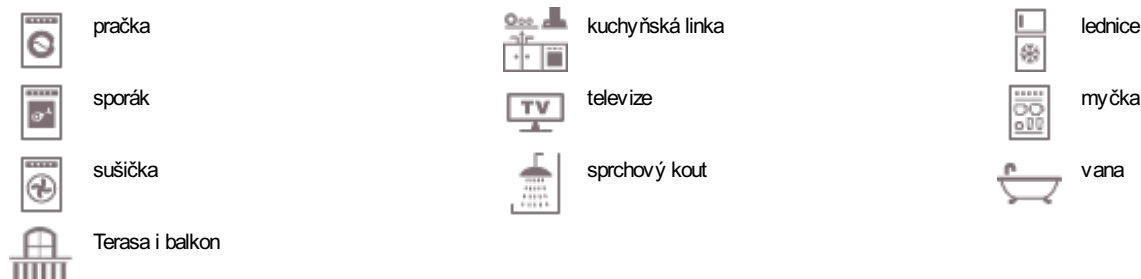 pračka
kuchyňská linka
lednice
sporák
TV
televize
myčka
sušička
sprchový kout
vana
Terasa i balkon